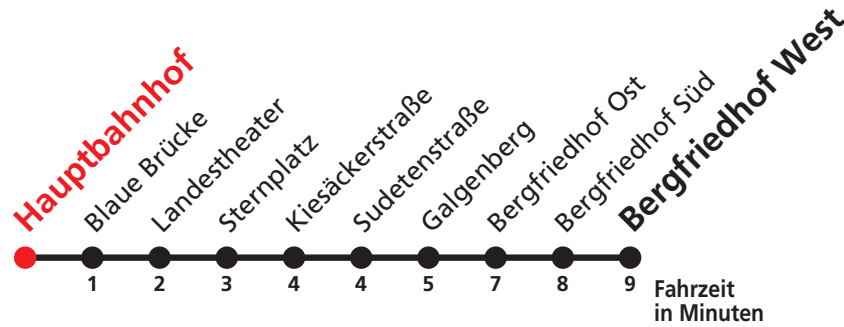 Hauptbahnhof
Blaue Brücke
Landestheater
Sternplatz
Kiesäckerstraße
Sudetenstraße
Galgenberg
Bergfriedhof Ost
Bergfriedhof Süd
Bergfriedhof West
1 2 3 4 4 5 7 8 9
Fahrzeit
in Minuten